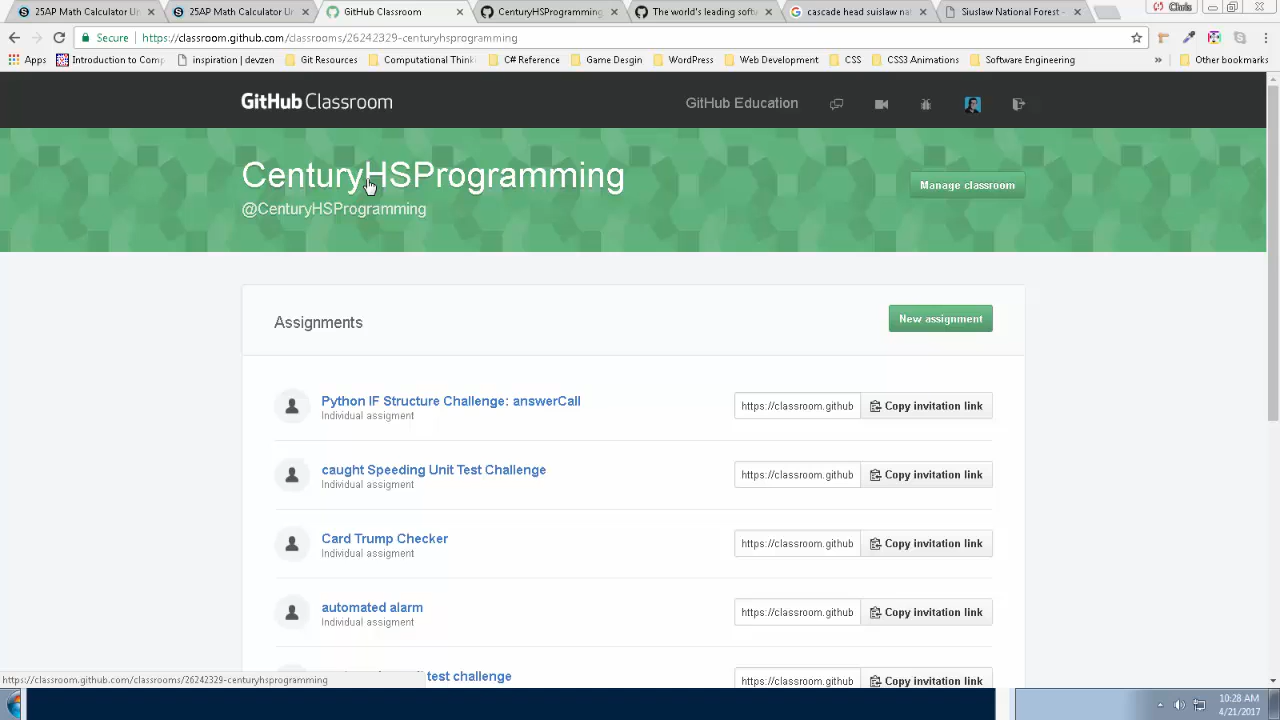 25AP Math Calculator Un
25AP Math Calculator Un
GitHub Classroom
CenturyHSProgramming
The world's leading softw
cascade head suislaw nat
Siuslaw National Forest -
Chris
Secure
https://classroom.github.com/classrooms/26242329-centuryhsprogramming
Apps
Introduction to Comp
inspiration | devzen
Git Resources
Computational Think
C# Reference
Game Desgin
WordPress
Web Development
CSS
CSS3 Animations
Software Engineering
»
Other bookmarks
GitHub Classroom
GitHub Education
CenturyHSProgramming
@CenturyHSProgramming
Manage classroom
Assignments
New assignment
Python IF Structure Challenge: answerCall
Individual assigment
https://classroom.github
Copy invitation link
caught Speeding Unit Test Challenge
Individual assigment
https://classroom.github
Copy invitation link
Card Trump Checker
Individual assigment
https://classroom.github
Copy invitation link
automated alarm
Individual assigment
https://classroom.github
Copy invitation link
test challenge
https://classroom.github
Copy invitation link
https://classroom.github.com/classrooms/26242329-centuryhsprogramming
10:28 AM
4/21/2017